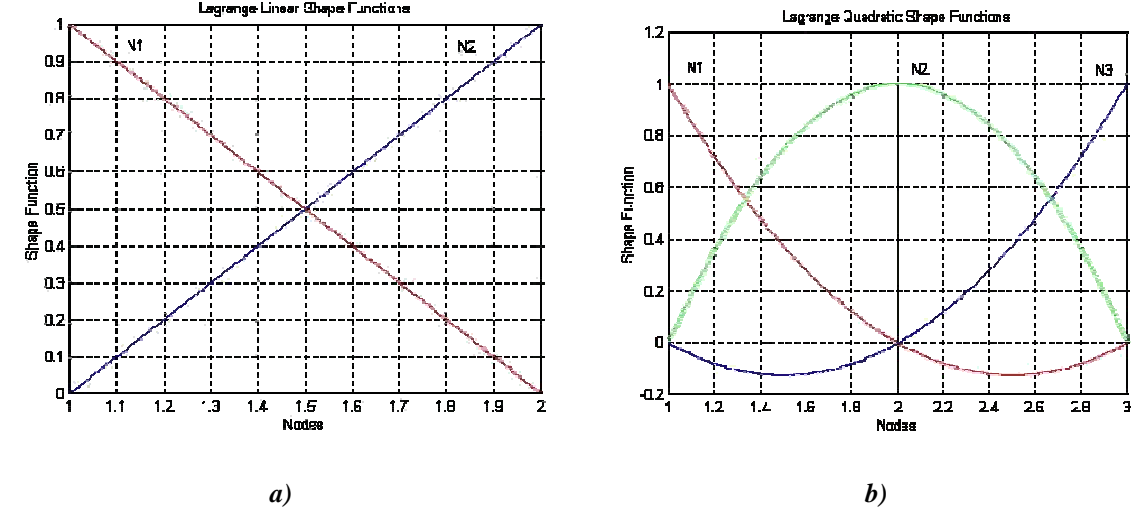 Lagrange Linear Shape Functions
N1
N2
1
0.9
0.8
0.7
0.6
0.5
0.4
0.3
0.2
0.1
0
Shape Function
1 1.1 1.2 1.3 1.4 1.5 1.6 1.7 1.8 1.9 2
Nodes
a)
Lagrange Quadratic Shape Functions
N1
N2
N3
1.2
1
0.8
0.6
0.4
0.2
0
-0.2
Shape Function
1 1.2 1.4 1.6 1.8 2 2.2 2.4 2.6 2.8 3
Nodes
b)